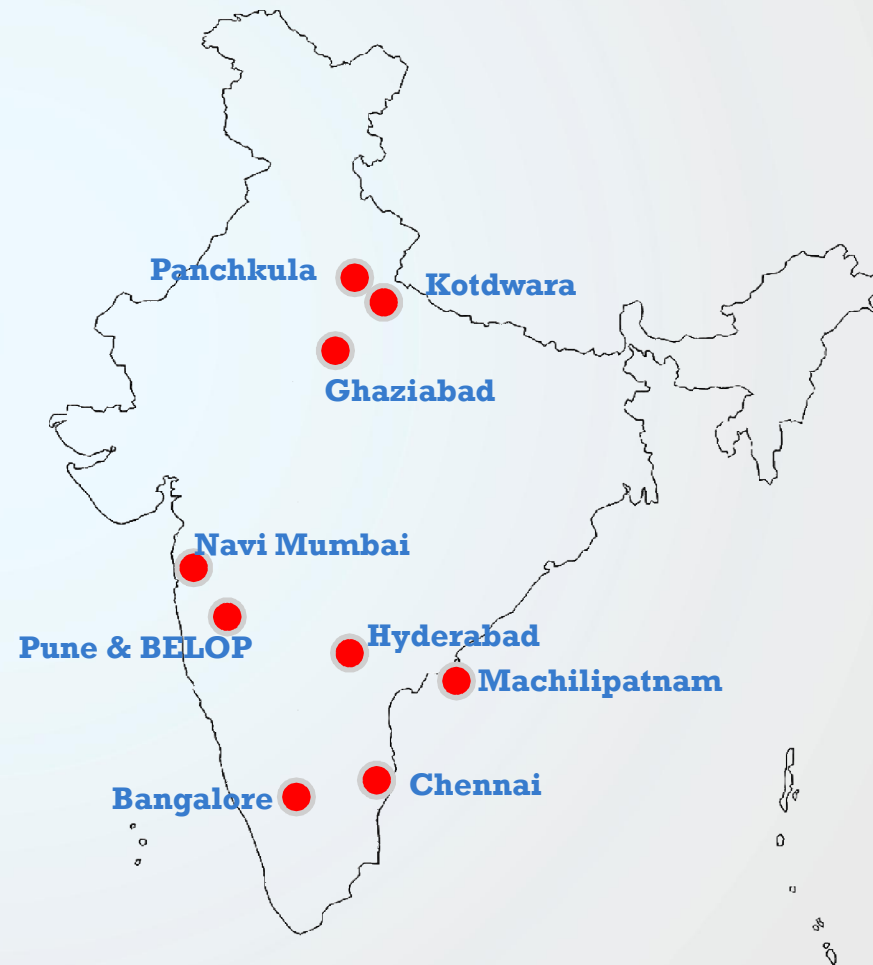 Panchkula
Kotdwara
Ghaziabad
Navi Mumbai
Pune & BELOP
Hyderabad
Machilipatnam
Bangalore
Chennai